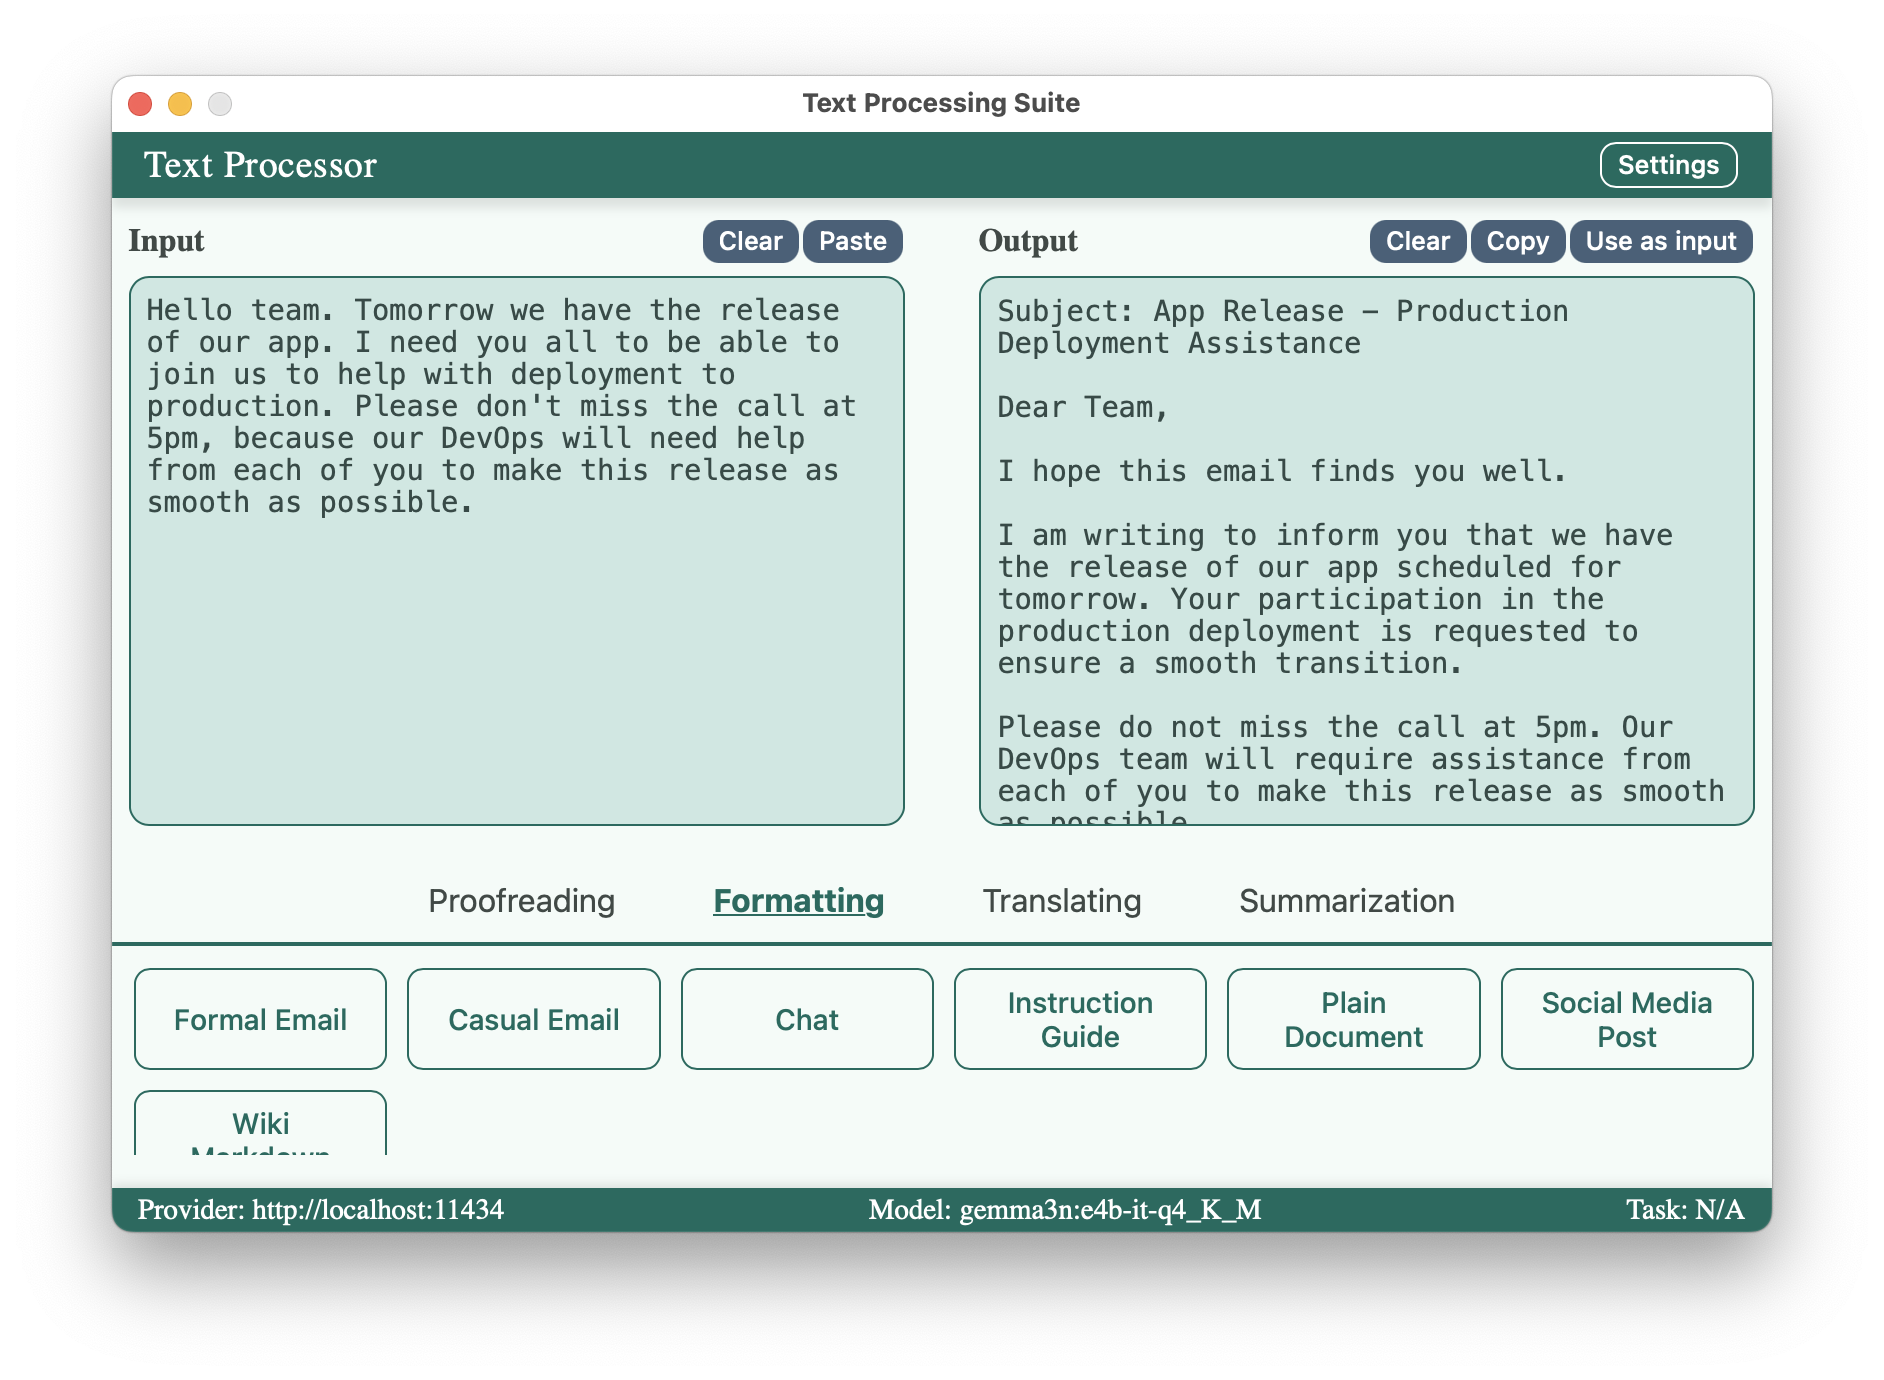 Text Processing Suite
Text Processor
Settings
Input
Clear
Paste
Hello team. Tomorrow we have the release
of our app. I need you all to be able to
join us to help with deployment to
production. Please don't miss the call at
5pm, because our DevOps will need help
from each of you to make this release as
smooth as possible.
Output
Clear
Copy
Use as input
Subject: App Release – Production
Deployment Assistance
Dear Team,
I hope this email finds you well.
I am writing to inform you that we have
the release of our app scheduled for
tomorrow. Your participation in the
production deployment is requested to
ensure a smooth transition.
Please do not miss the call at 5pm. Our
DevOps team will require assistance from
each of you to make this release as smooth
as possible
Proofreading
Formatting
Translating
Summarization
Formal Email
Casual Email
Chat
Instruction
Guide
Plain
Document
Social Media
Post
Wiki
Markdown
Provider: http://localhost:11434
Model: gemma3n:e4b-it-q4_K_M
Task: N/A